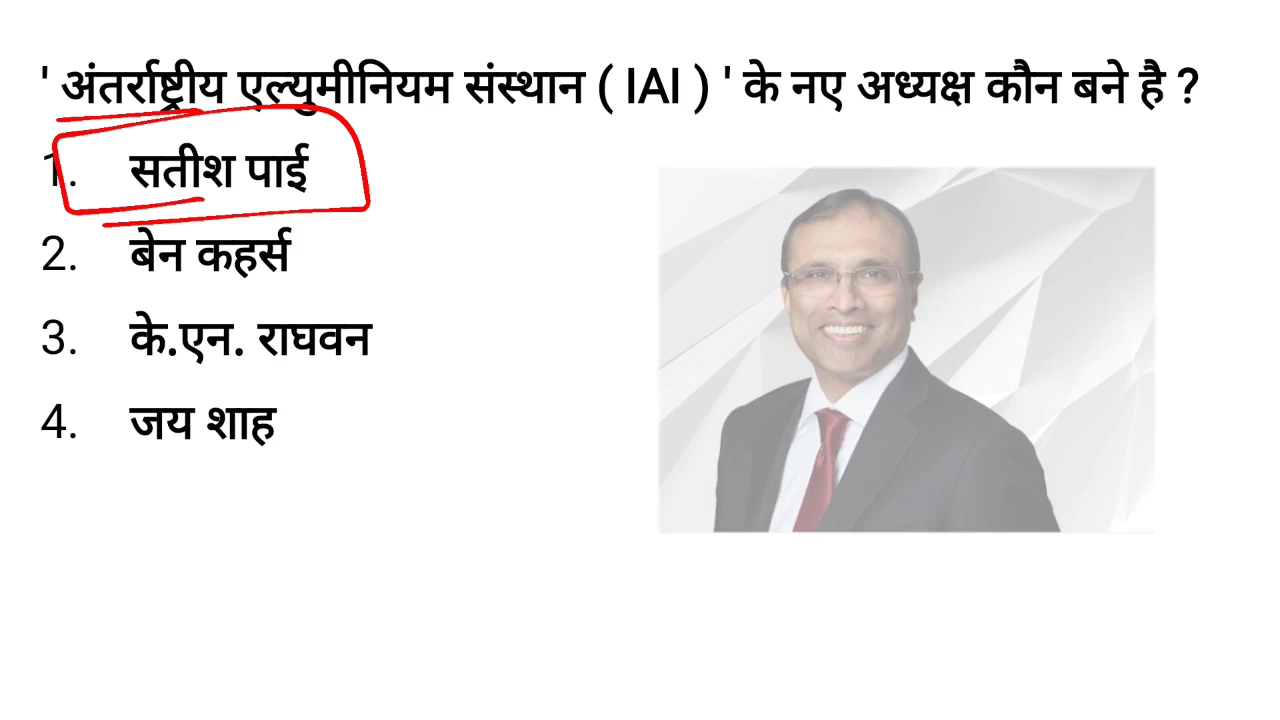 ' अंतर्राष्ट्रीय एल्युमीनियम संस्थान ( IAI ) ' के नए अध्यक्ष कौन बने है ?
1. सतीश पाई
2. बेन कहर्स
3. के.एन. राघवन
4. जय शाह